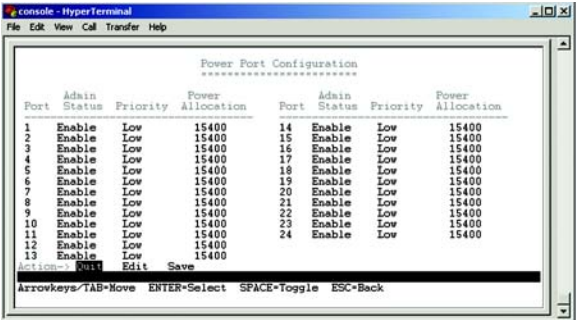 console - HyperTerminal
File Edit View Call Transfer Help
Power Port Configuration
=========================
Admin Power Admin Power
Port Status Priority Allocation Port Status Priority Allocation
1 Enable Low 15400 14 Enable Low 15400
2 Enable Low 15400 15 Enable Low 15400
3 Enable Low 15400 16 Enable Low 15400
4 Enable Low 15400 17 Enable Low 15400
5 Enable Low 15400 18 Enable Low 15400
6 Enable Low 15400 19 Enable Low 15400
7 Enable Low 15400 20 Enable Low 15400
8 Enable Low 15400 21 Enable Low 15400
9 Enable Low 15400 22 Enable Low 15400
10 Enable Low 15400 23 Enable Low 15400
11 Enable Low 15400 24 Enable Low 15400
12 Enable Low 15400
13 Enable Low 15400
Action-> Quit Edit Save
Arrowkeys/TAB=Move ENTER=Select SPACE=Toggle ESC=Back